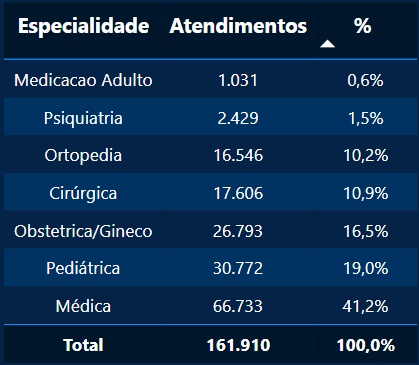 Especialidade Atendimentos %
Medicacao Adulto 1.031 0,6%
Psiquiatria 2.429 1,5%
Ortopedia 16.546 10,2%
Cirúrgica 17.606 10,9%
Obstetrica/Gineco 26.793 16,5%
Pediátrica 30.772 19,0%
Médica 66.733 41,2%
Total 161.910 100,0%